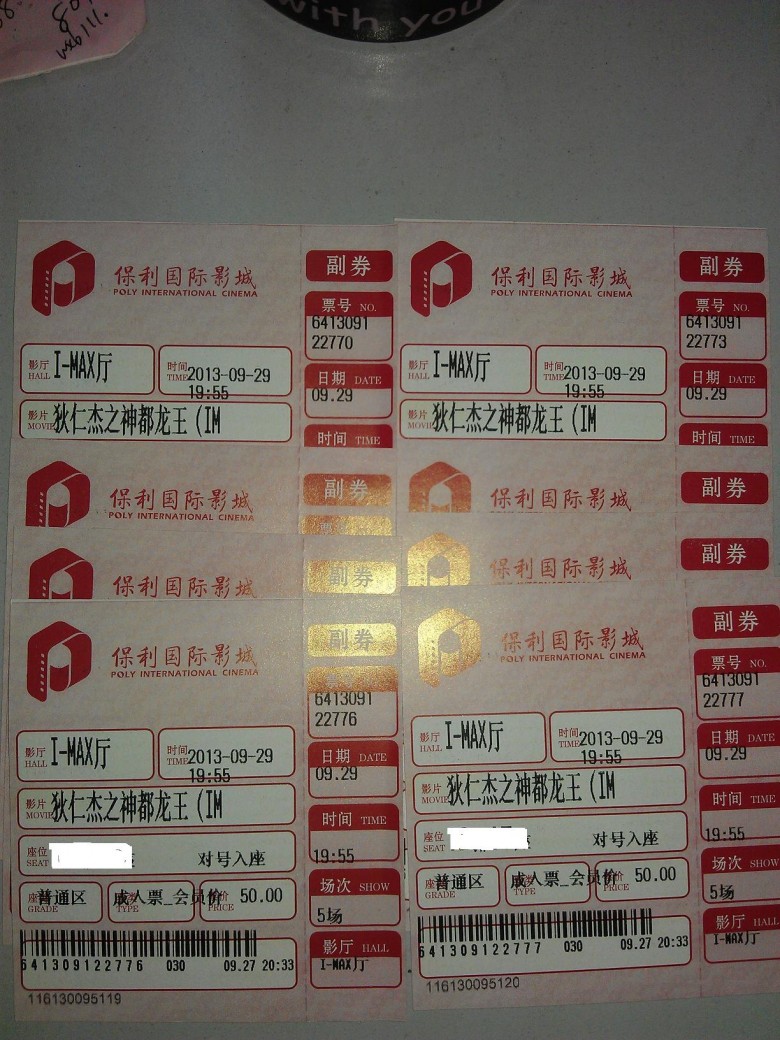 with you
保利国际影城
POLY INTERNATIONAL CINEMA
副券
票号 NO.
6413091
22770
影厅 HALL I-MAX厅
时间 TIME 2013-09-29
19:55
日期 DATE
09.29
影片 MOVIE 狄仁杰之神都龙王 (IM
时间 TIME
保利国际影城
POLY INTERNATIONAL CINEMA
副券
票号 NO.
6413091
22773
影厅 HALL I-MAX厅
时间 TIME 2013-09-29
19:55
日期 DATE
09.29
影片 MOVIE 狄仁杰之神都龙王 (IM
时间 TIME
保利国际影城
POLY INTERNATIONAL CINEMA
副券
保利国际影城
POLY INTERNATIONAL CINEMA
副券
保利国际影城
副券
保利国际影城
副券
保利国际影城
POLY INTERNATIONAL CINEMA
副券
6413091
22776
影厅 HALL I-MAX厅
时间 TIME 2013-09-29
19:55
日期 DATE
09.29
影片 MOVIE 狄仁杰之神都龙王 (IM
时间 TIME
19:55
座位 SEAT
对号入座
普通区
GRADE
成人票_会员价
TYPE
PRICE
50.00
场次 SHOW
5场
影厅 HALL
I-MAX厅
641309122776 030 09.27 20:33
116130095119
保利国际影城
POLY INTERNATIONAL CINEMA
副券
票号 NO.
6413091
22777
影厅 HALL I-MAX厅
时间 TIME 2013-09-29
19:55
日期 DATE
09.29
影片 MOVIE 狄仁杰之神都龙王 (IM
时间 TIME
19:55
座位 SEAT
对号入座
普通区
GRADE
成人票_会员价
TYPE
PRICE
50.00
场次 SHOW
5场
影厅 HALL
I-MAX厅
641309122777 030 09.27 20:33
116130095120